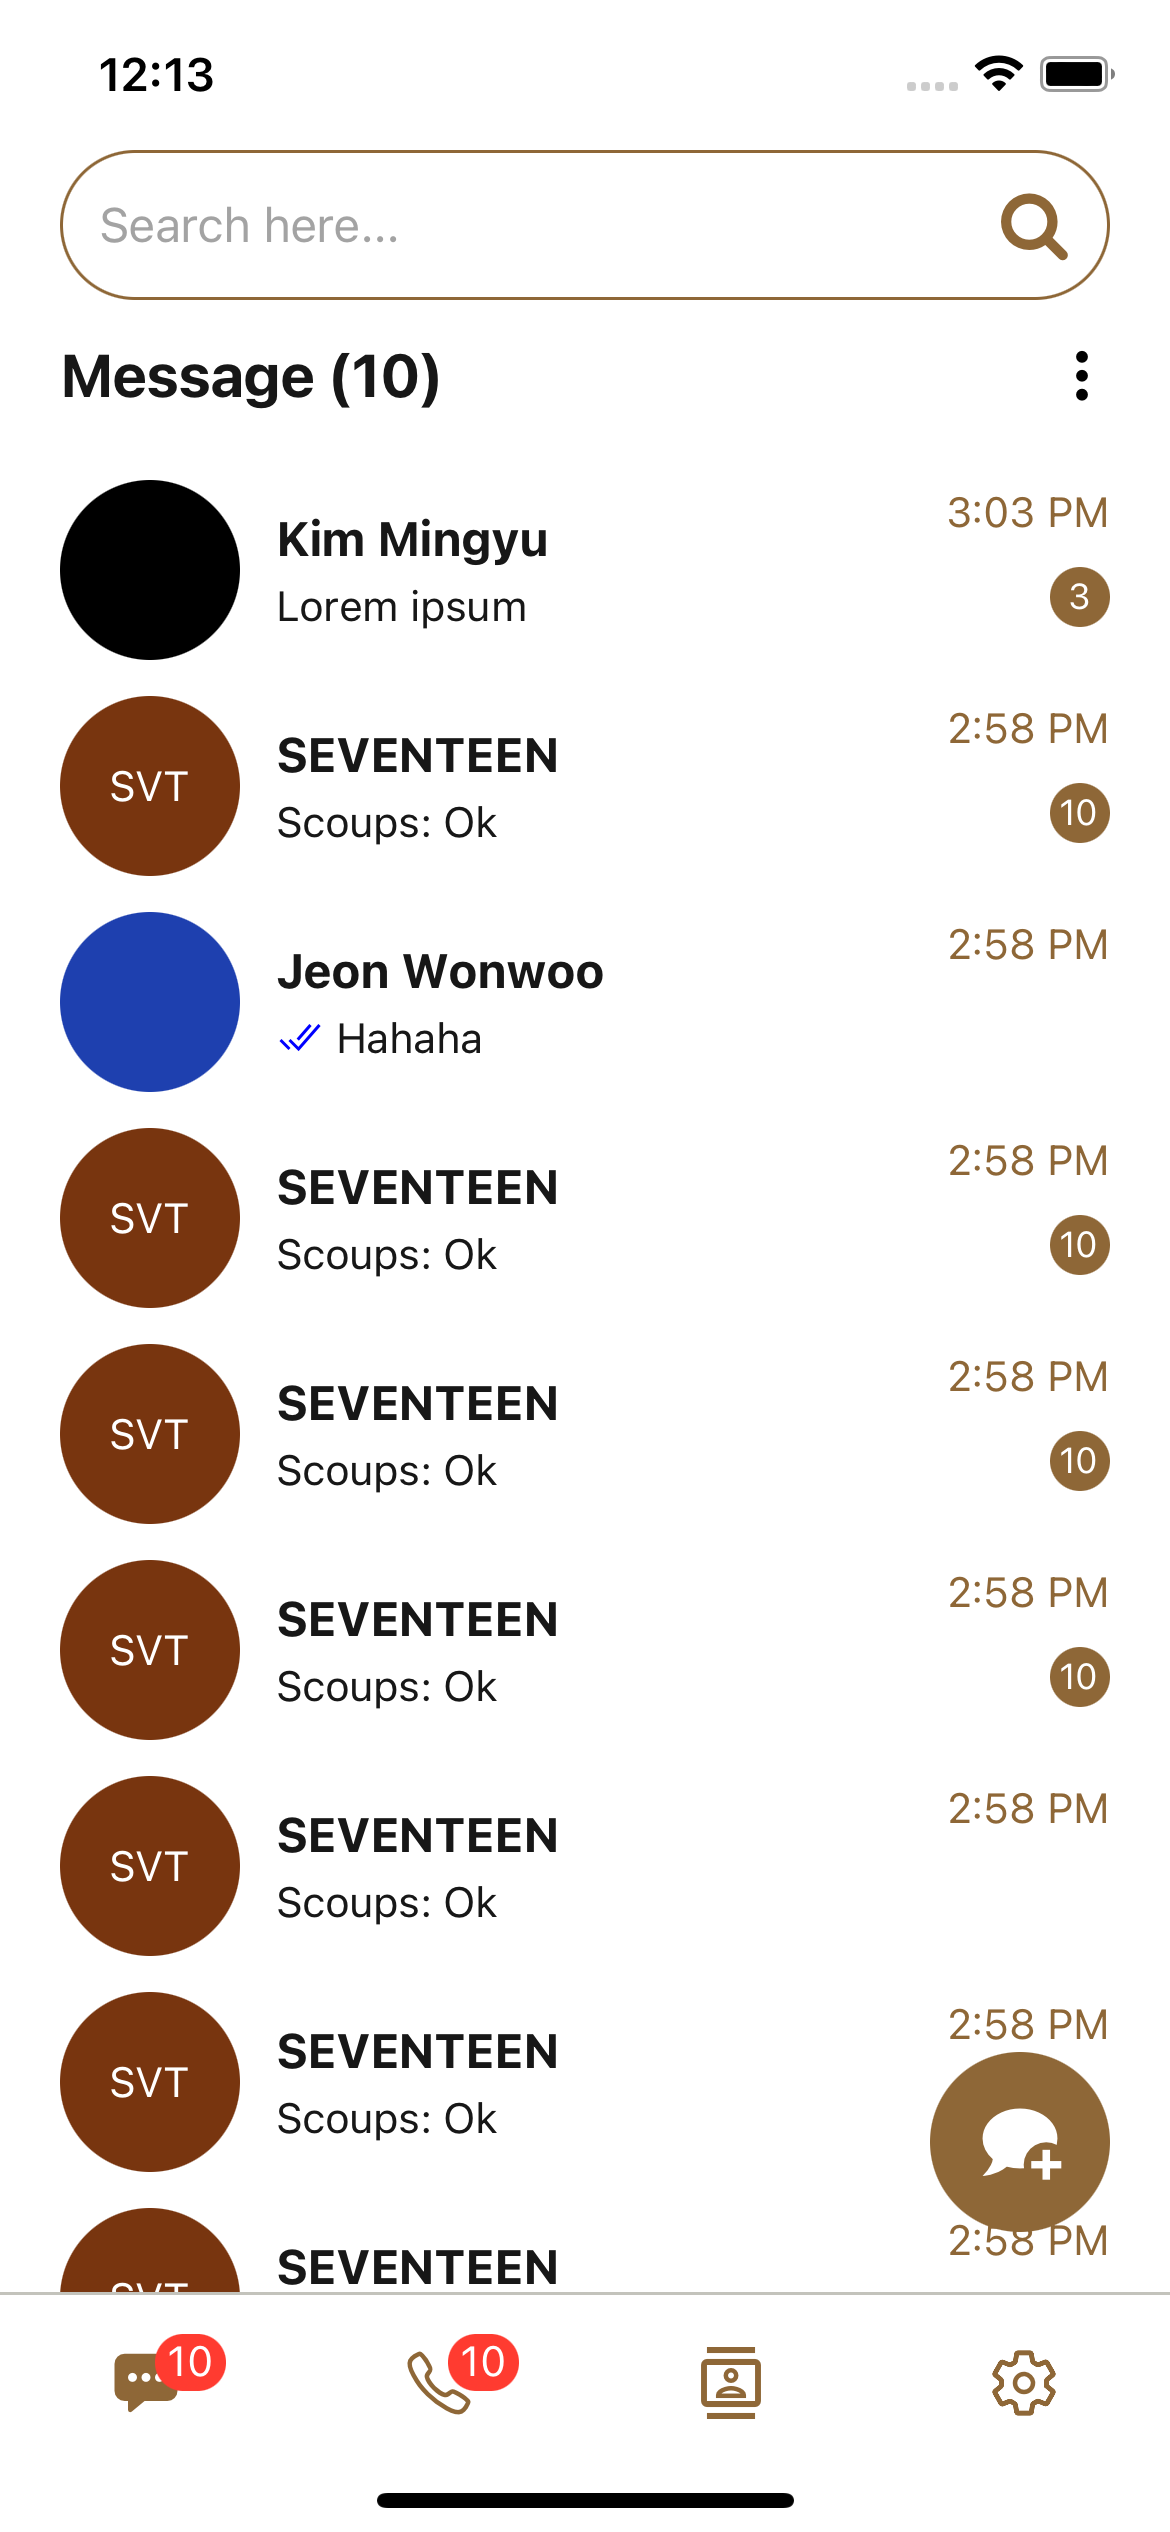 12:13
Search here...
Message (10)
Kim Mingyu
3:03 PM
Lorem ipsum
3
SVT
SEVENTEEN
2:58 PM
Scoups: Ok
10
Jeon Wonwoo
2:58 PM
Hahaha
SVT
SEVENTEEN
2:58 PM
Scoups: Ok
10
SVT
SEVENTEEN
2:58 PM
Scoups: Ok
10
SVT
SEVENTEEN
2:58 PM
Scoups: Ok
10
SVT
SEVENTEEN
2:58 PM
Scoups: Ok
SVT
SEVENTEEN
2:58 PM
Scoups: Ok
SVT
SEVENTEEN
2:58 PM
10
10